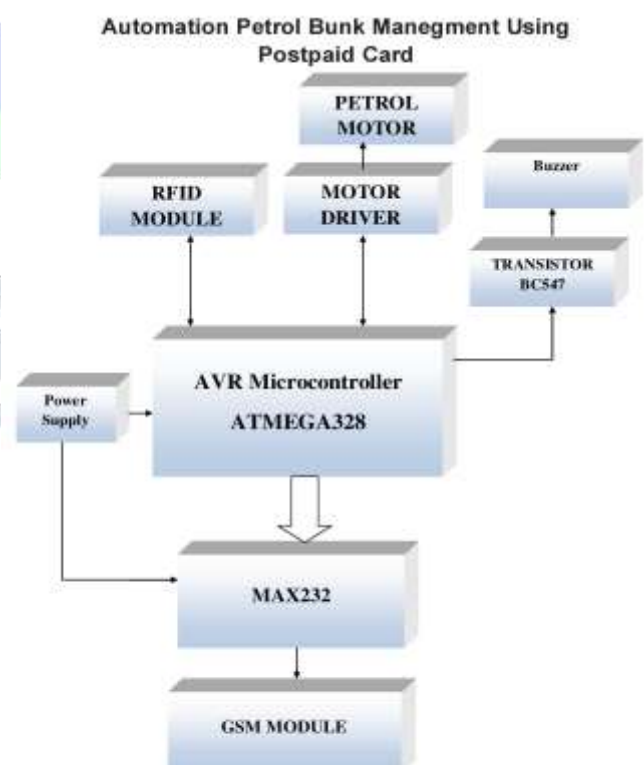 Automation Petrol Bunk Manegment Using
Postpaid Card
PETROL
MOTOR
Buzzer
RFID
MODULE
MOTOR
DRIVER
TRANSISTOR
BC547
AVR Microcontroller
ATMEGA328
Power
Supply
MAX232
GSM MODULE